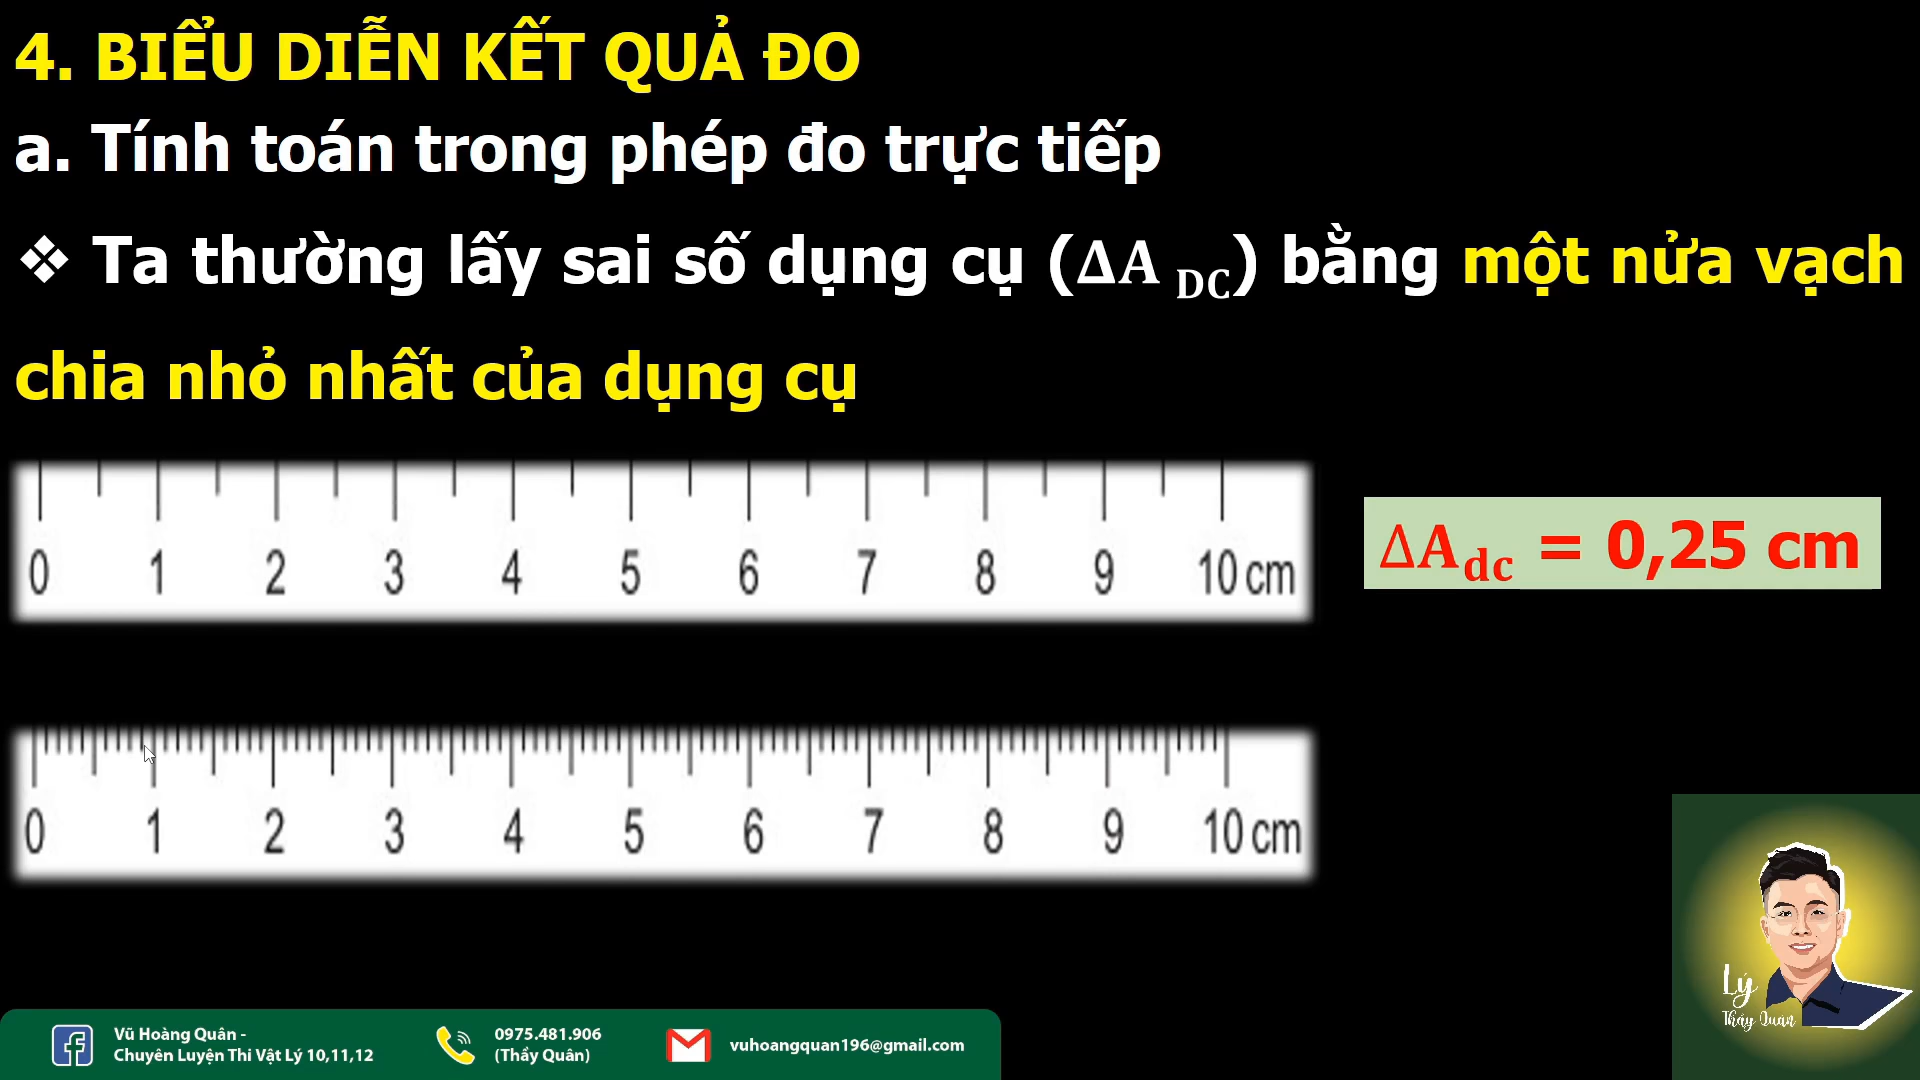 4. BIỂU DIỄN KẾT QUẢ ĐO
a. Tính toán trong phép đo trực tiếp
❖ Ta thường lấy sai số dụng cụ (ΔA DC) bằng một nửa vạch
chia nhỏ nhất của dụng cụ
0 1 2 3 4 5 6 7 8 9 10 cm
ΔAdc = 0,25 cm
0 1 2 3 4 5 6 7 8 9 10 cm
Lý
Thầy Quân
Vũ Hoàng Quân -
Chuyên Luyện Thi Vật Lý 10,11,12
0975.481.906
(Thầy Quân)
vuhoangquan196@gmail.com